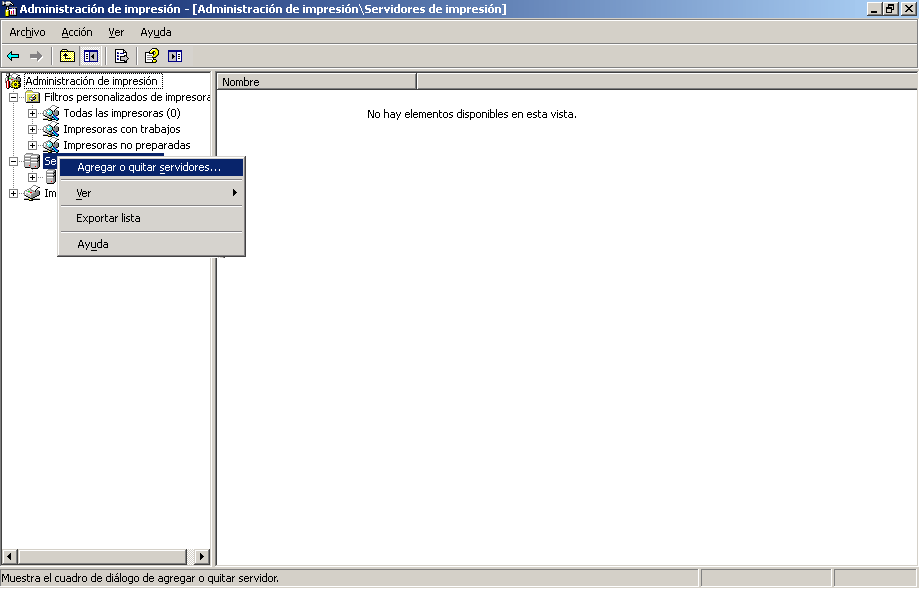 Administración de impresión - [Administración de impresión\Servidores de impresión]
Archivo Acción Ver Ayuda
Administración de impresión
Nombre
Filtros personalizados de impresora
Todas las impresoras (0)
No hay elementos disponibles en esta vista.
Impresoras con trabajos
Impresoras no preparadas
Se
Agregar o quitar servidores...
Im
Ver
Exportar lista
Ayuda
Muestra el cuadro de diálogo de agregar o quitar servidor.